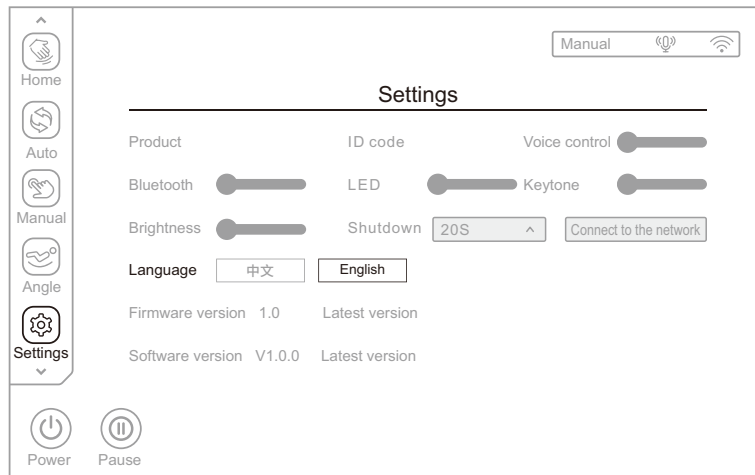 Home
Auto
Manual
Angle
Settings
Power
Pause
Manual
Settings
Product ID code Voice control
Bluetooth LED Keytone
Brightness Shutdown 20S Connect to the network
Language 中文 English
Firmware version 1.0 Latest version
Software version V1.0.0 Latest version